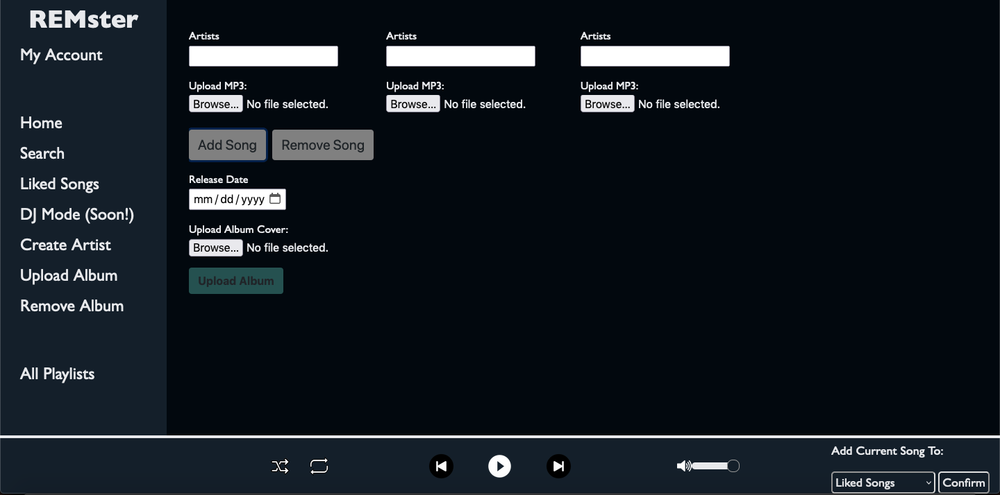 REMster
My Account
Home
Search
Liked Songs
DJ Mode (Soon!)
Create Artist
Upload Album
Remove Album
All Playlists
Artists Artists Artists
Upload MP3: Upload MP3: Upload MP3:
Browse... No file selected. Browse... No file selected. Browse... No file selected.
Add Song Remove Song
Release Date
mm/dd/yyyy
Upload Album Cover:
Browse... No file selected.
Upload Album
Add Current Song To:
Liked Songs Confirm